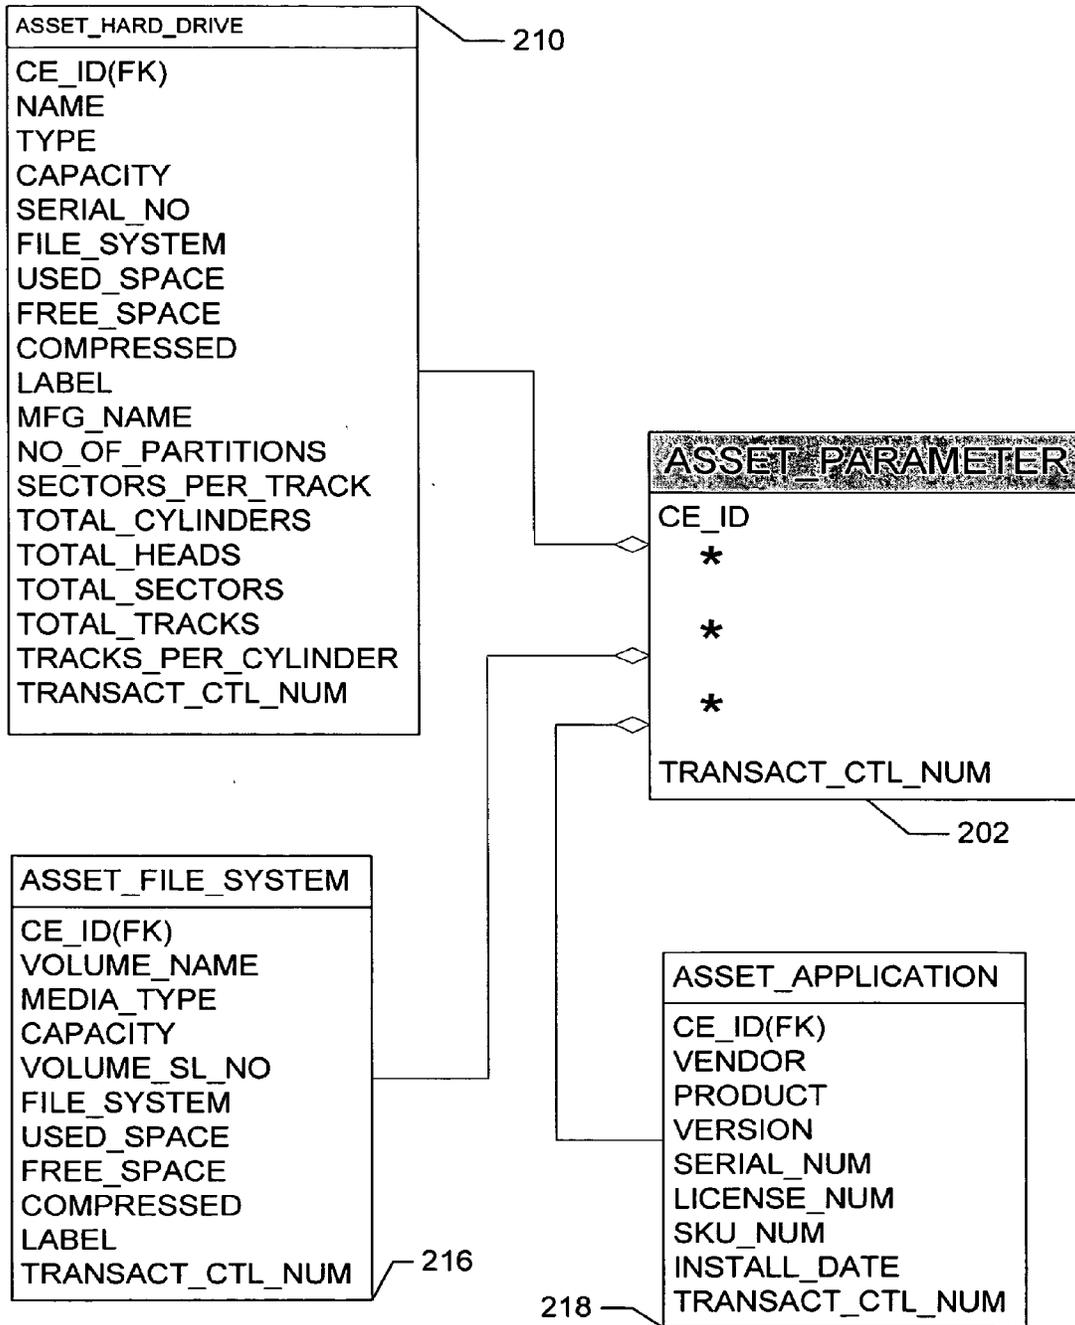 ASSET_HARD_DRIVE
210
CE_ID(FK)
NAME
TYPE
CAPACITY
SERIAL_NO
FILE_SYSTEM
USED_SPACE
FREE_SPACE
COMPRESSED
LABEL
MFG_NAME
NO_OF_PARTITIONS
SECTORS_PER_TRACK
TOTAL_CYLINDERS
TOTAL_HEADS
TOTAL_SECTORS
TOTAL_TRACKS
TRACKS_PER_CYLINDER
TRANSACT_CTL_NUM
ASSET_PARAMETER
CE_ID
*
*
*
TRANSACT_CTL_NUM
202
ASSET_FILE_SYSTEM
CE_ID(FK)
VOLUME_NAME
MEDIA_TYPE
CAPACITY
VOLUME_SL_NO
FILE_SYSTEM
USED_SPACE
FREE_SPACE
COMPRESSED
LABEL
TRANSACT_CTL_NUM
216
ASSET_APPLICATION
CE_ID(FK)
VENDOR
PRODUCT
VERSION
SERIAL_NUM
LICENSE_NUM
SKU_NUM
INSTALL_DATE
TRANSACT_CTL_NUM
218